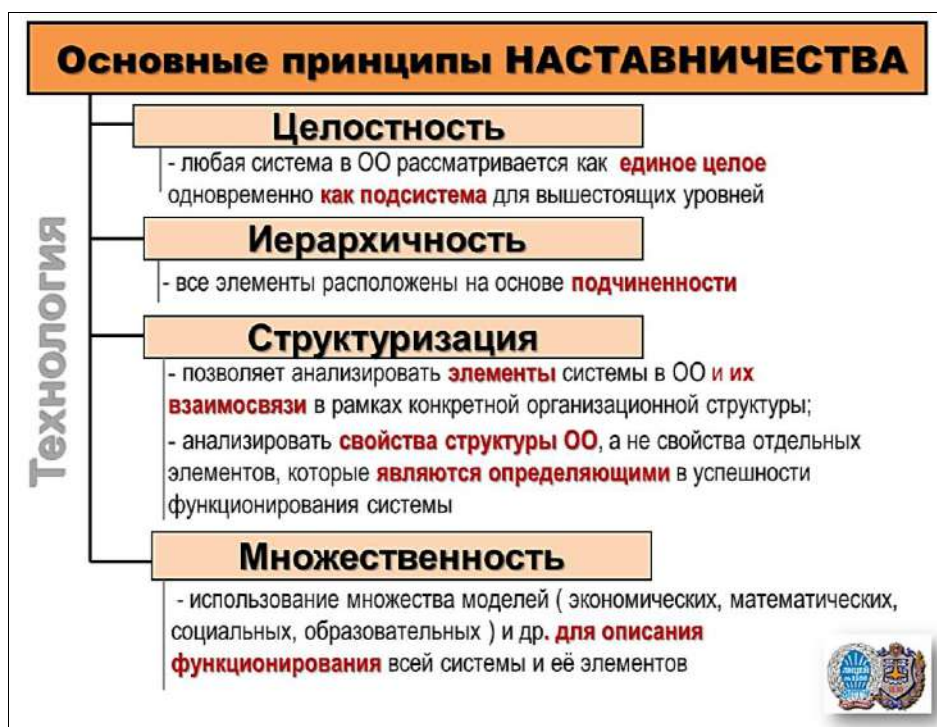 Основные принципы НАСТАВНИЧЕСТВА
Технология
Целостность
- любая система в ОО рассматривается как единое целое
одновременно как подсистема для вышестоящих уровней
Иерархичность
- все элементы расположены на основе подчиненности
Структуризация
- позволяет анализировать элементы системы в ОО и их
взаимосвязи в рамках конкретной организационной структуры;
- анализировать свойства структуры ОО, а не свойства отдельных
элементов, которые являются определяющими в успешности
функционирования системы
Множественность
- использование множества моделей ( экономических, математических,
социальных, образовательных ) и др. для описания
функционирования всей системы и её элементов